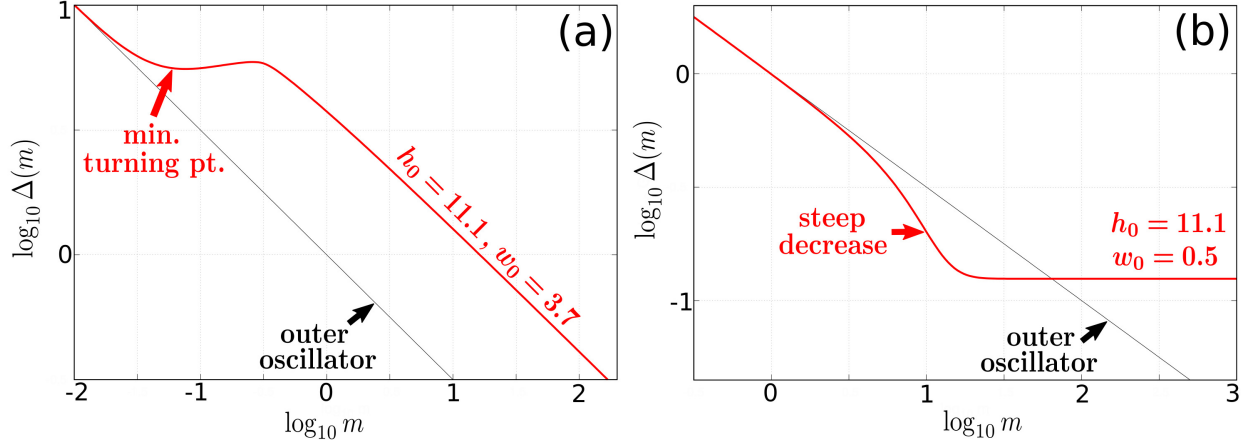 (a)
1
0
log₁₀ Δ(m)
min.
turning pt.
h₀ = 11.1, w₀ = 3.7
outer
oscillator
-2
-1
0
1
2
log₁₀ m
(b)
0
-1
log₁₀ Δ(m)
steep
decrease
h₀ = 11.1
w₀ = 0.5
outer
oscillator
0
1
2
3
log₁₀ m